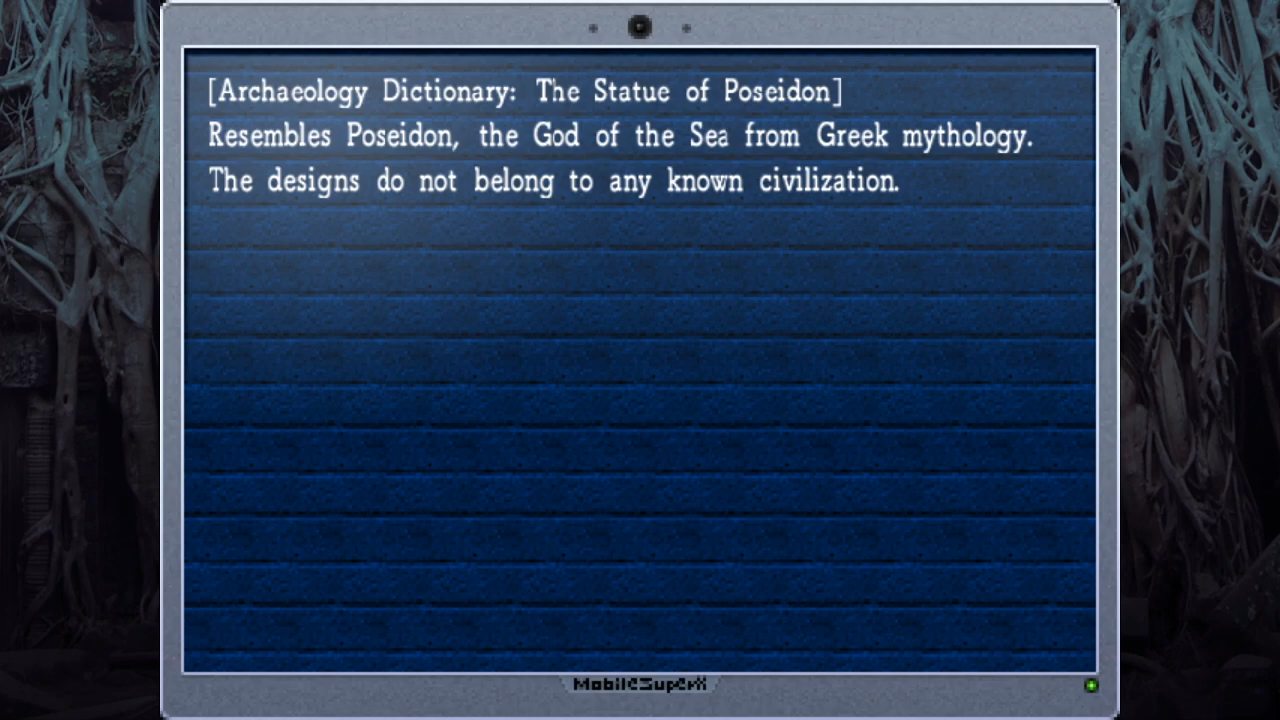 [Archaeology Dictionary: The Statue of Poseidon]
Resembles Poseidon, the God of the Sea from Greek mythology.
The designs do not belong to any known civilization.
MobileSuperX